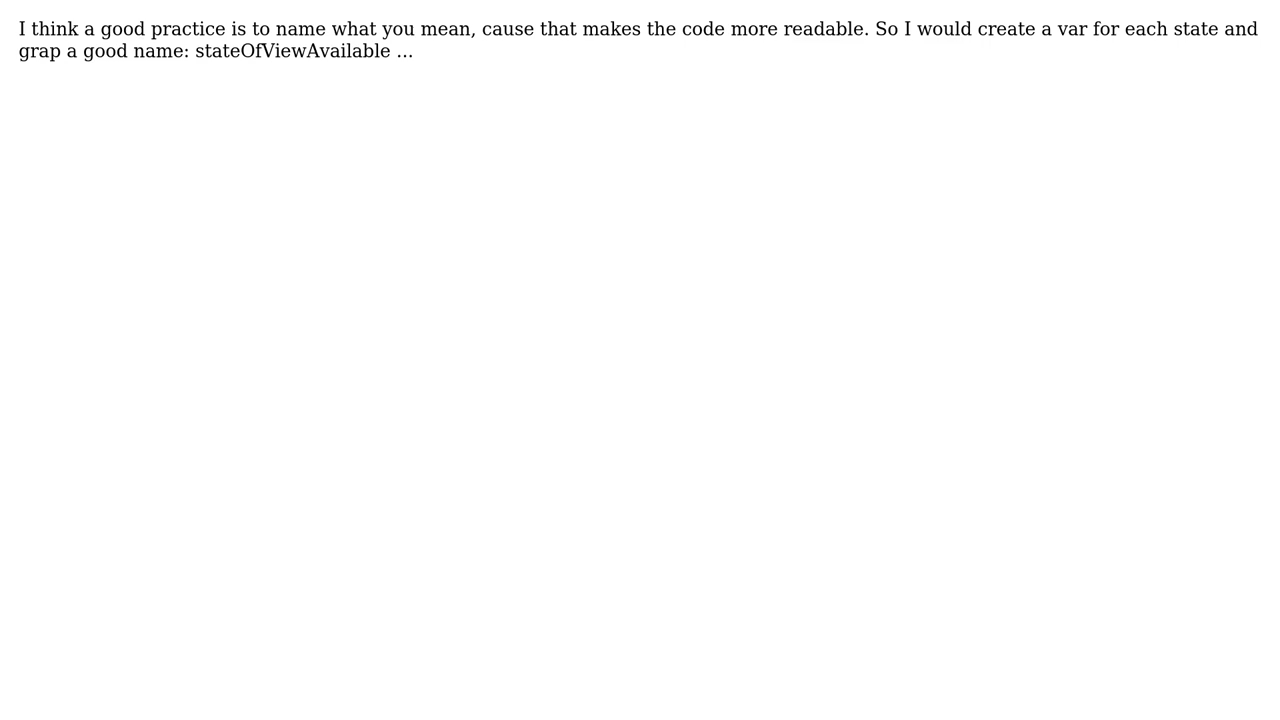 I think a good practice is to name what you mean, cause that makes the code more readable. So I would create a var for each state and
grap a good name: stateOfViewAvailable ...